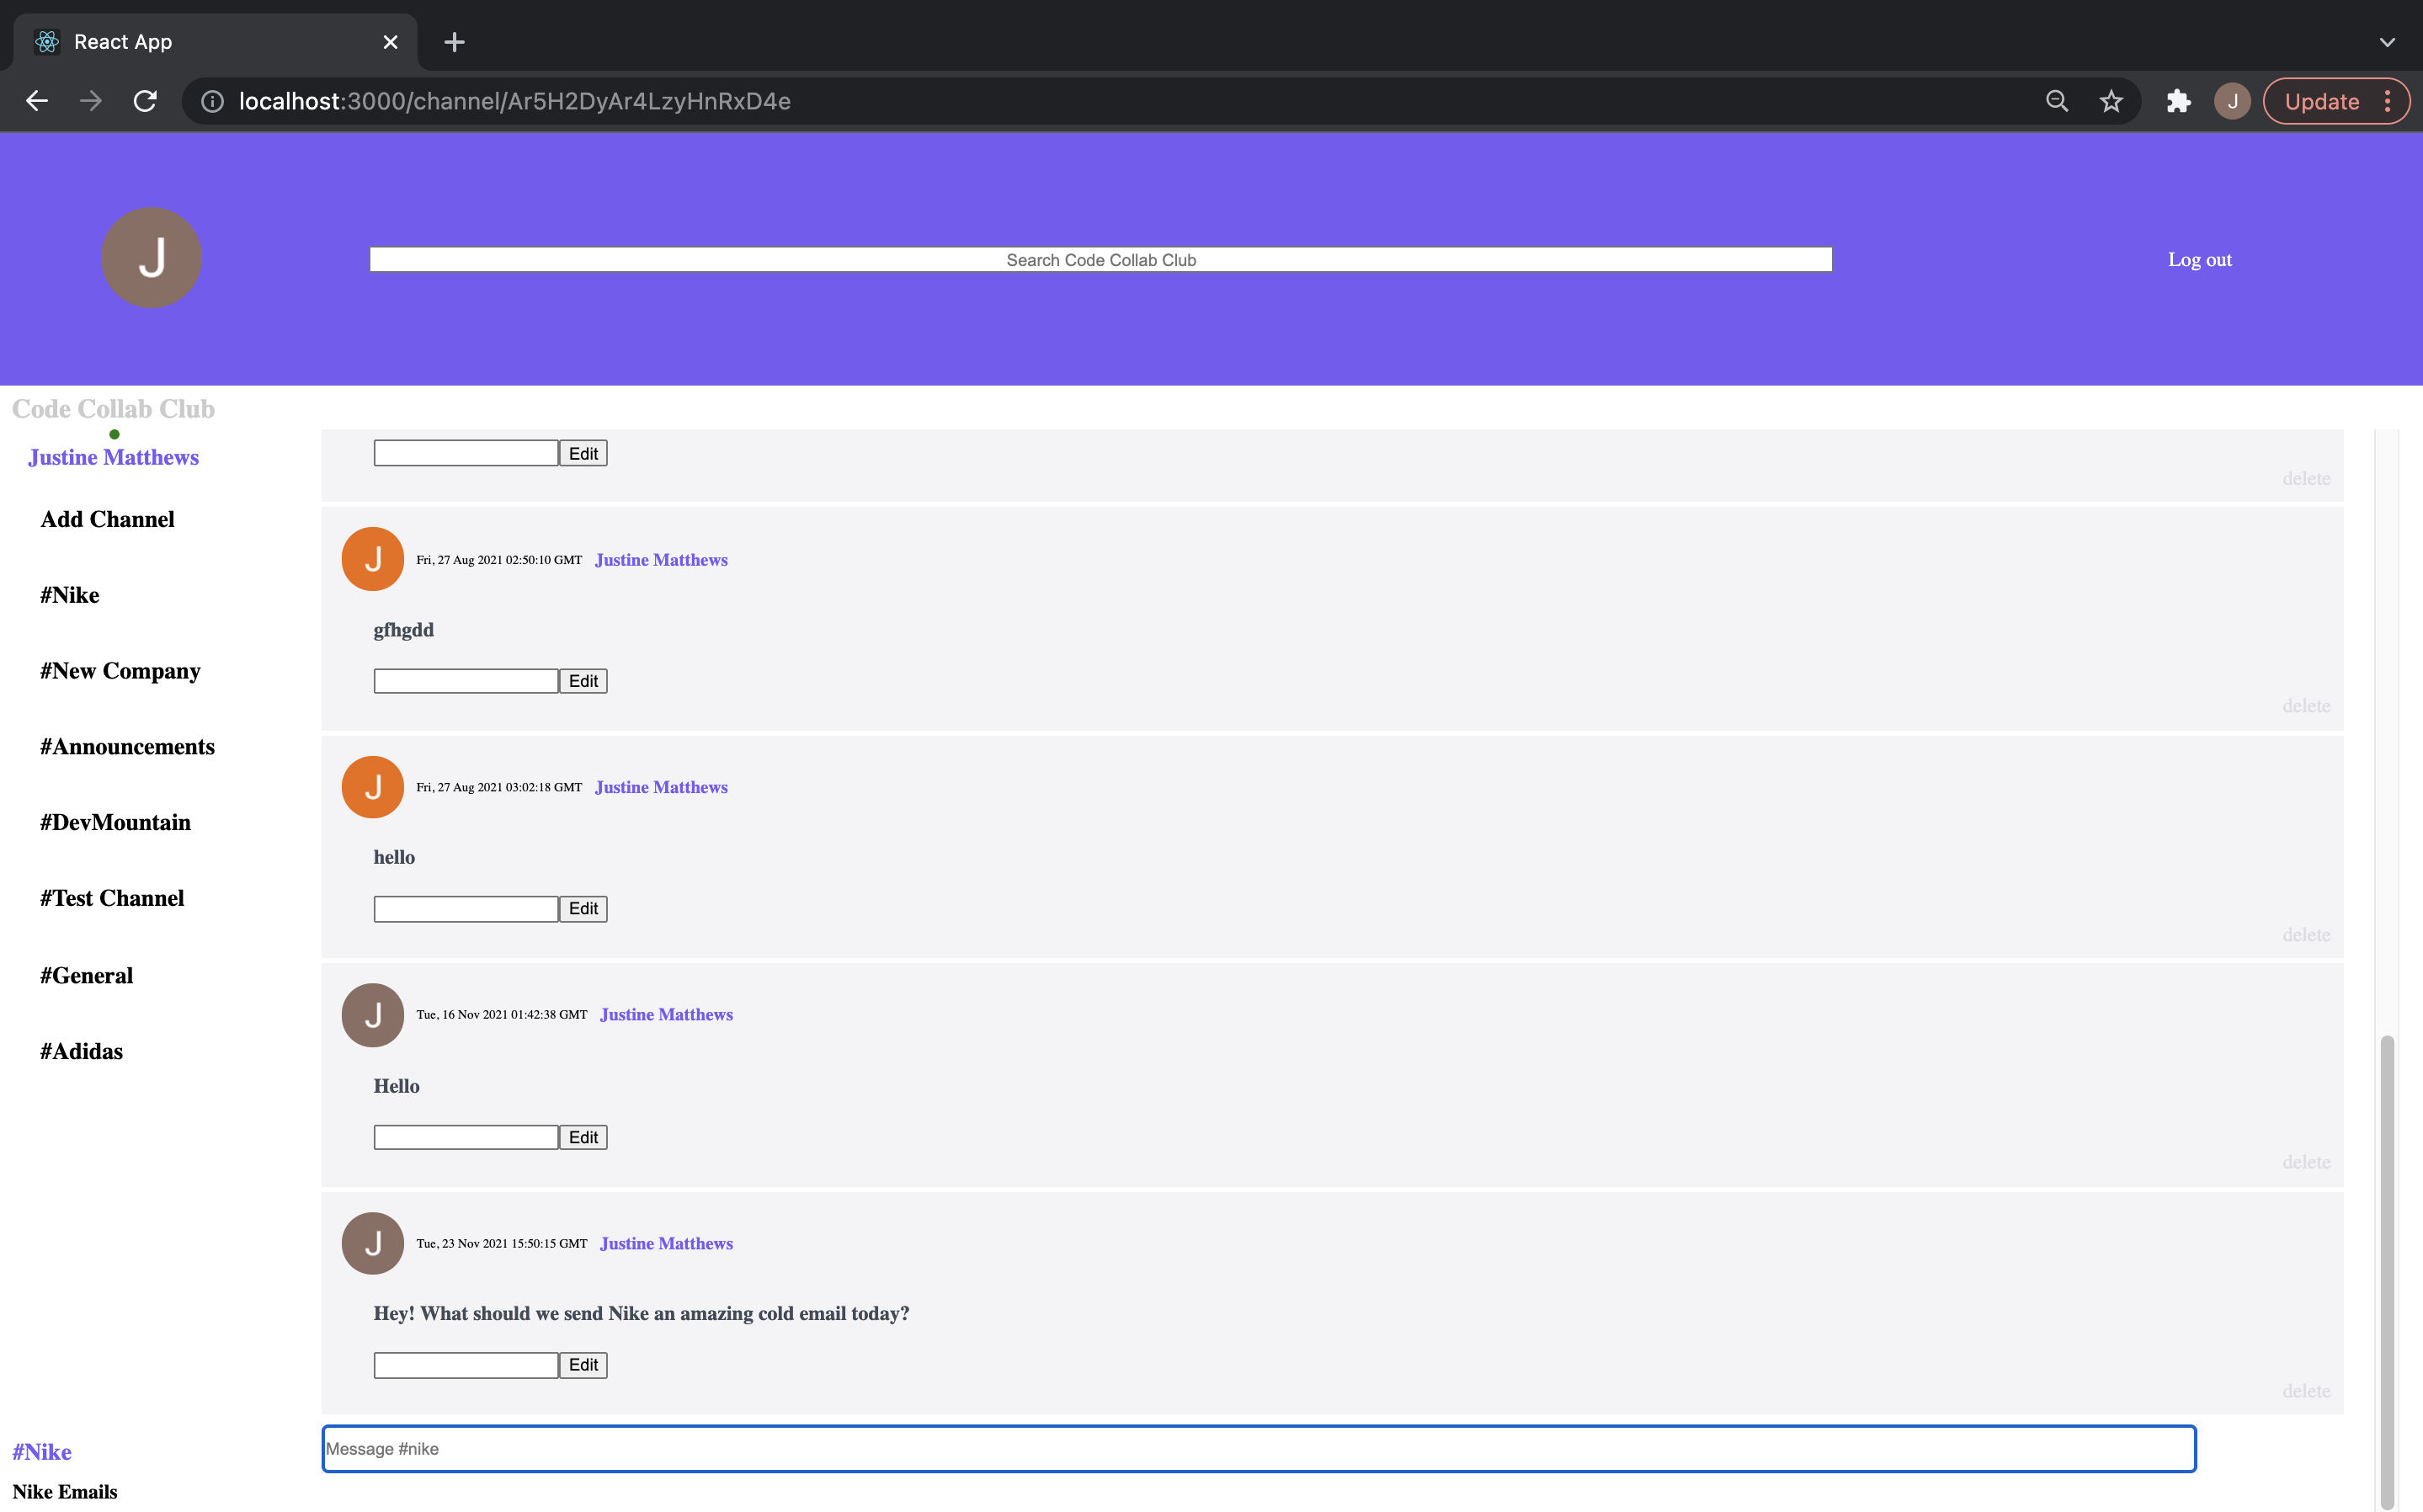 React App
localhost:3000/channel/Ar5H2DyAr4LzyHnRxD4e
J
Update
J
Search Code Collab Club
Log out
Code Collab Club
Justine Matthews
Add Channel
#Nike
#New Company
#Announcements
#DevMountain
#Test Channel
#General
#Adidas
#Nike
Nike Emails
Edit
delete
J Fri, 27 Aug 2021 02:50:10 GMT Justine Matthews
gfhgdd
Edit
delete
J Fri, 27 Aug 2021 03:02:18 GMT Justine Matthews
hello
Edit
delete
J Tue, 16 Nov 2021 01:42:38 GMT Justine Matthews
Hello
Edit
delete
J Tue, 23 Nov 2021 15:50:15 GMT Justine Matthews
Hey! What should we send Nike an amazing cold email today?
Edit
delete
Message #nike